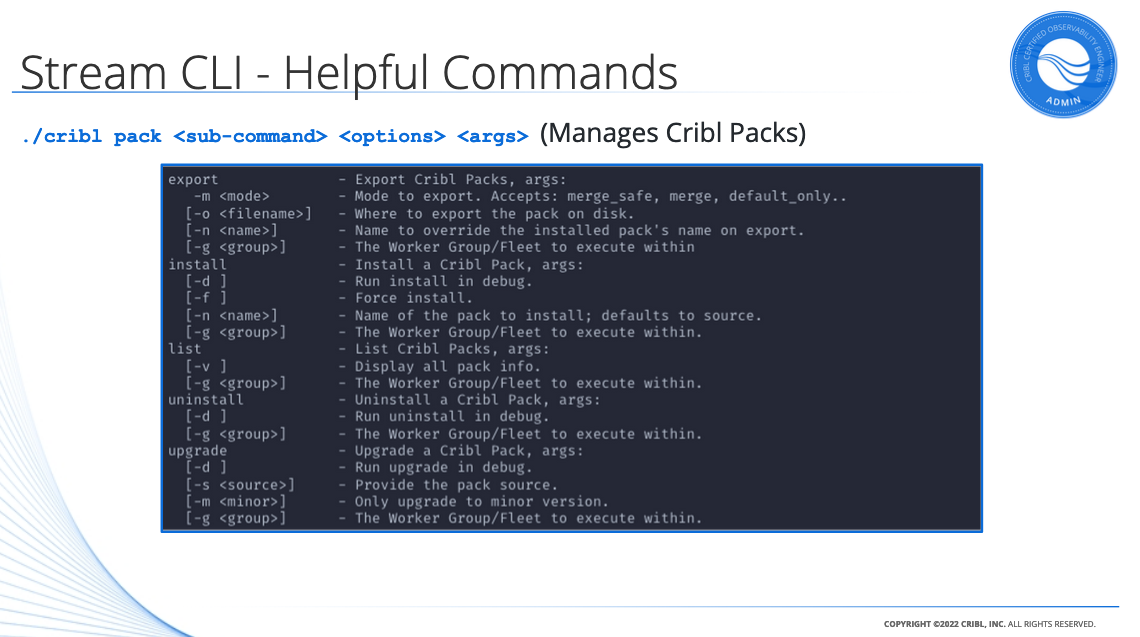 Stream CLI - Helpful Commands
CRIBL CERTIFIED OBSERVABILITY ENGINEER
ADMIN
./cribl pack <sub-command> <options> <args> (Manages Cribl Packs)
export - Export Cribl Packs, args:
-m <mode> - Mode to export. Accepts: merge_safe, merge, default_only..
[-o <filename>] - Where to export the pack on disk.
[-n <name>] - Name to override the installed pack's name on export.
[-g <group>] - The Worker Group/Fleet to execute within
install - Install a Cribl Pack, args:
[-d ] - Run install in debug.
[-f ] - Force install.
[-n <name>] - Name of the pack to install; defaults to source.
[-g <group>] - The Worker Group/Fleet to execute within.
list - List Cribl Packs, args:
[-v ] - Display all pack info.
[-g <group>] - The Worker Group/Fleet to execute within.
uninstall - Uninstall a Cribl Pack, args:
[-d ] - Run uninstall in debug.
[-g <group>] - The Worker Group/Fleet to execute within.
upgrade - Upgrade a Cribl Pack, args:
[-d ] - Run upgrade in debug.
[-s <source>] - Provide the pack source.
[-m <minor>] - Only upgrade to minor version.
[-g <group>] - The Worker Group/Fleet to execute within.
COPYRIGHT ©2022 CRIBL, INC. ALL RIGHTS RESERVED.